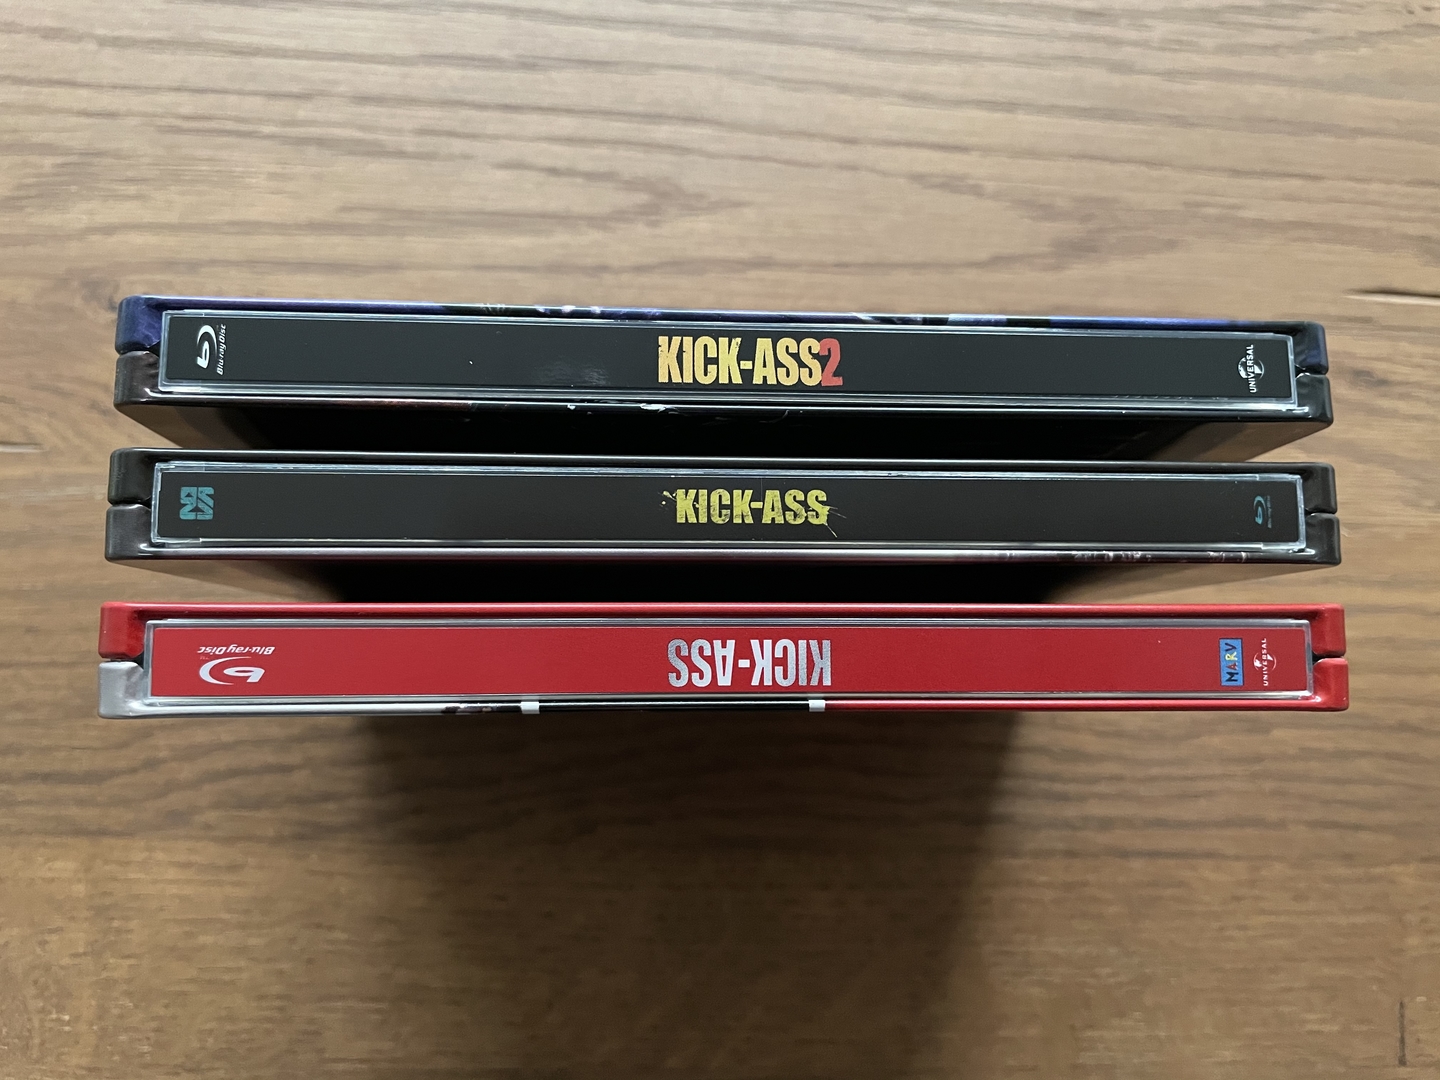 Blu-ray Disc
KICK-ASS2
UNIVERSAL
KICK-ASS
Blu-ray Disc
KICK-ASS
MARV
UNIVERSAL